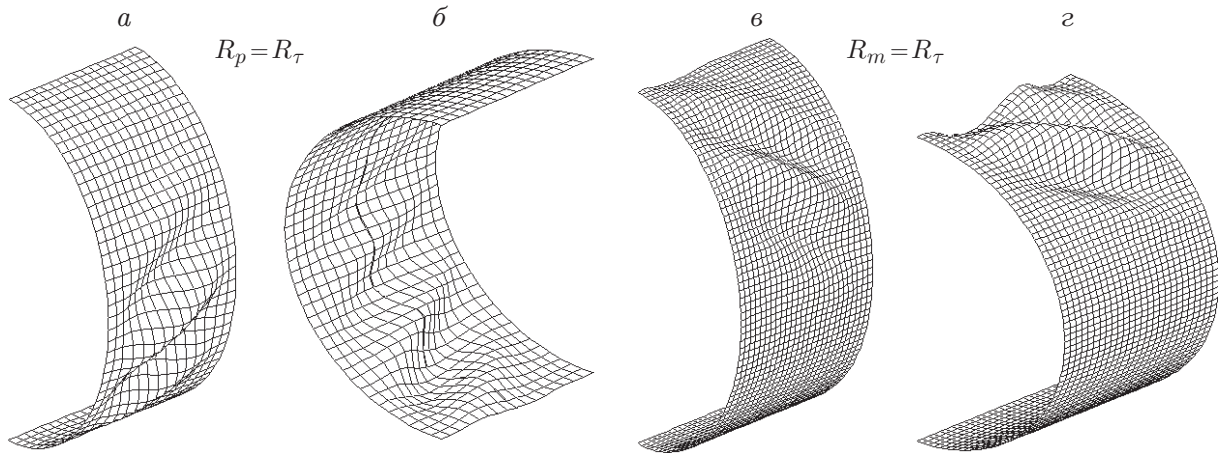 а б в г
R_p = R_τ R_m = R_τ